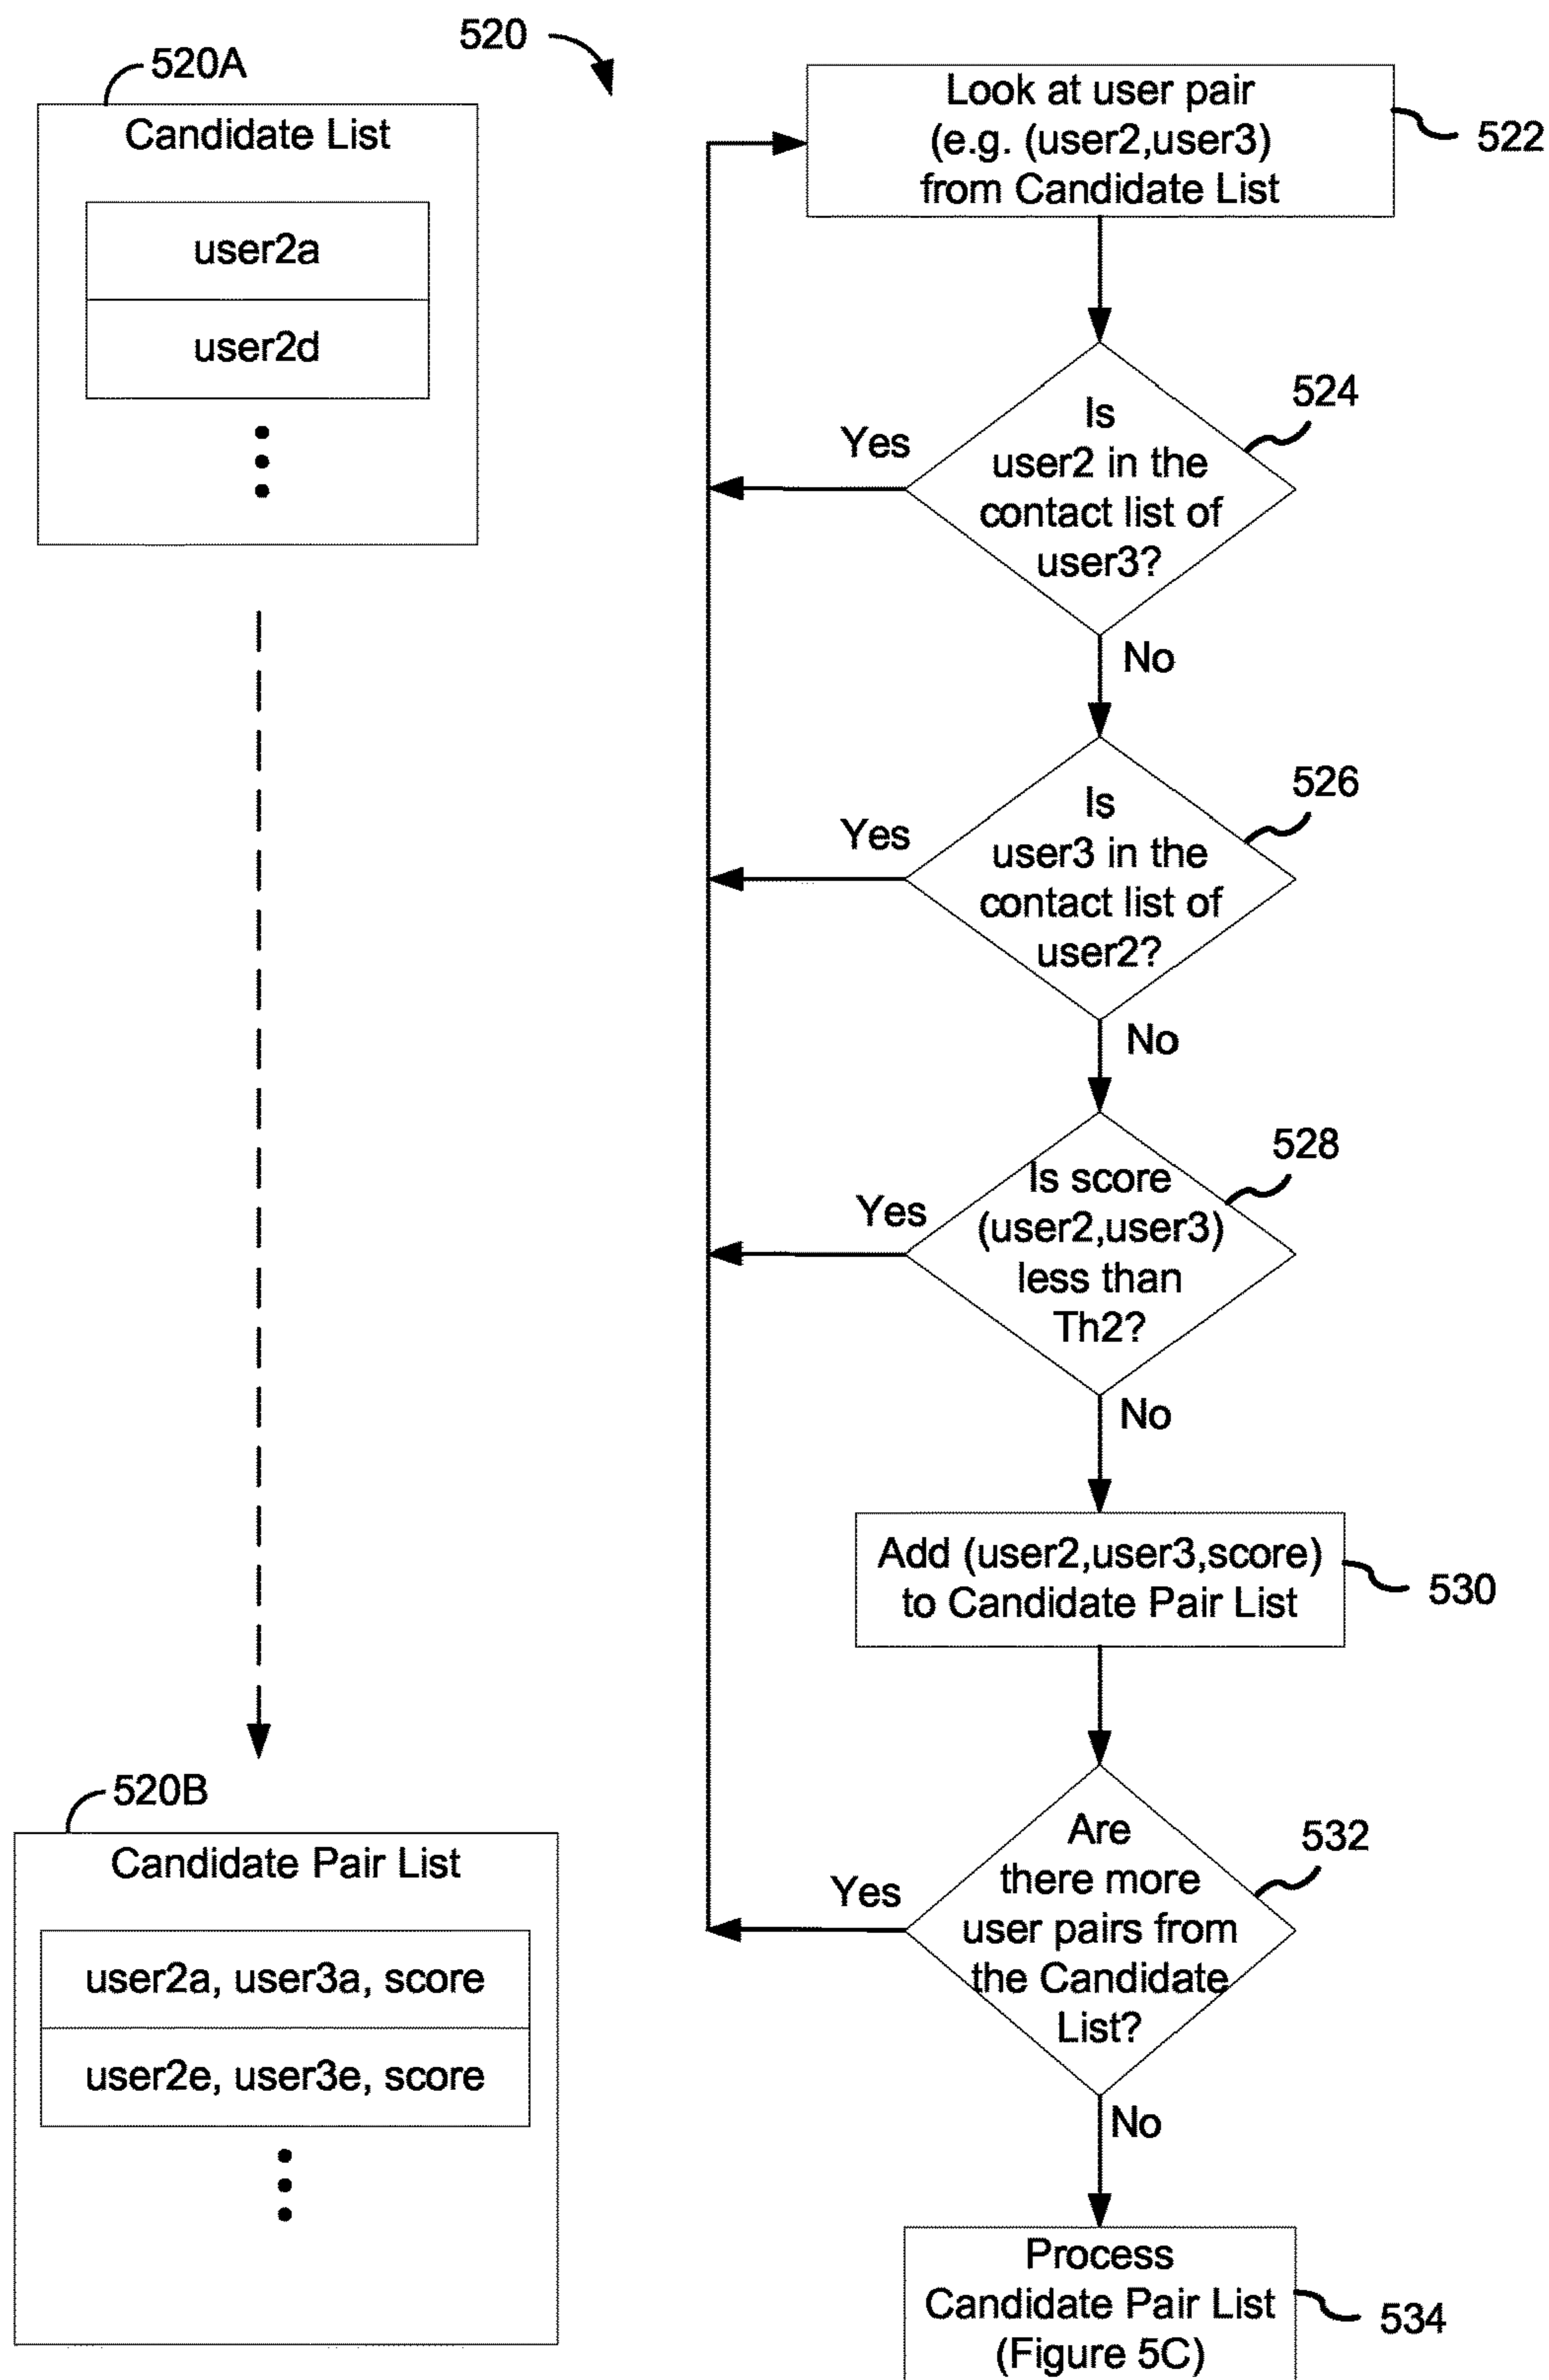 520
520A
Candidate List
user2a
user2d
Look at user pair
(e.g. (user2,user3)
from Candidate List
522
Is
user2 in the
contact list of
user3?
524
Yes
No
Is
user3 in the
contact list of
user2?
526
Yes
No
Is score
(user2,user3)
less than
Th2?
528
Yes
No
Add (user2,user3,score)
to Candidate Pair List
530
520B
Candidate Pair List
user2a, user3a, score
user2e, user3e, score
Are
there more
user pairs from
the Candidate
List?
532
Yes
No
Process
Candidate Pair List
(Figure 5C)
534